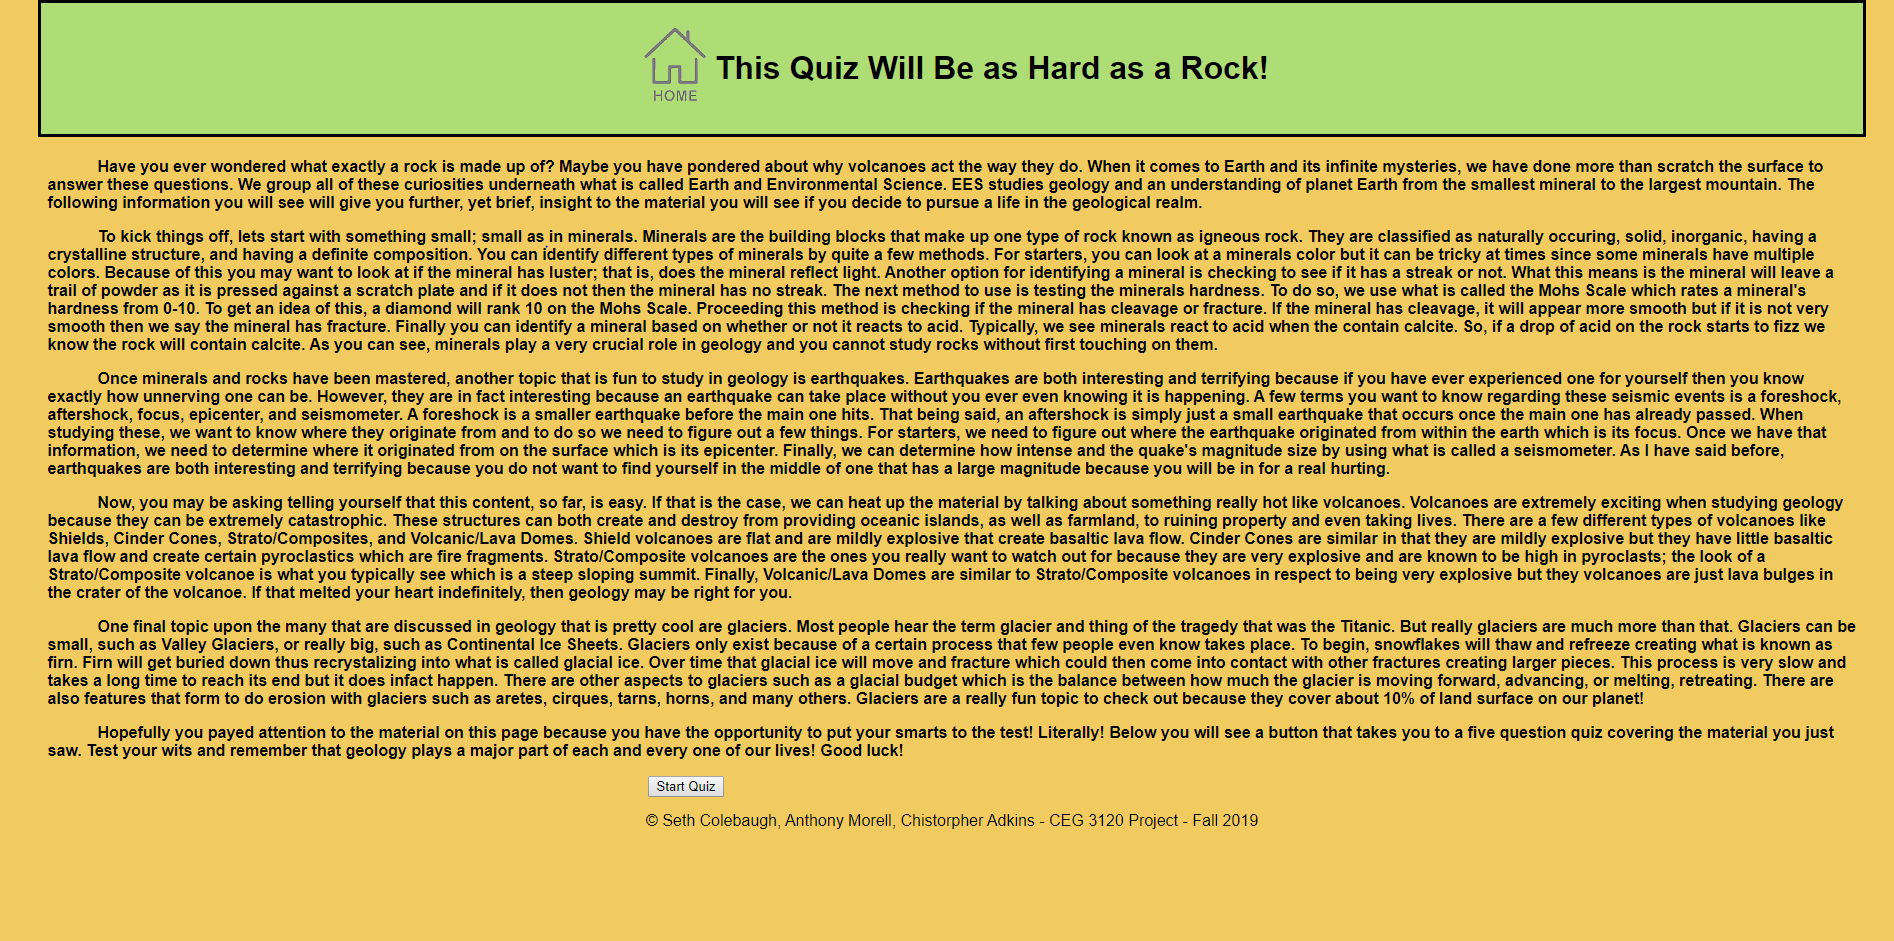 HOME
This Quiz Will Be as Hard as a Rock!
Have you ever wondered what exactly a rock is made up of? Maybe you have pondered about why volcanoes act the way they do. When it comes to Earth and its infinite mysteries, we have done more than scratch the surface to
answer these questions. We group all of these curiosities underneath what is called Earth and Environmental Science. EES studies geology and an understanding of planet Earth from the smallest mineral to the largest mountain. The
following information you will see will give you further, yet brief, insight to the material you will see if you decide to pursue a life in the geological realm.
To kick things off, lets start with something small; small as in minerals. Minerals are the building blocks that make up one type of rock known as igneous rock. They are classified as naturally occuring, solid, inorganic, having a
crystalline structure, and having a definite composition. You can identify different types of minerals by quite a few methods. For starters, you can look at a minerals color but it can be tricky at times since some minerals have multiple
colors. Because of this you may want to look at if the mineral has luster; that is, does the mineral reflect light. Another option for identifying a mineral is checking to see if it has a streak or not. What this means is the mineral will leave a
trail of powder as it is pressed against a scratch plate and if it does not then the mineral has no streak. The next method to use is testing the minerals hardness. To do so, we use what is called the Mohs Scale which rates a mineral's
hardness from 0-10. To get an idea of this, a diamond will rank 10 on the Mohs Scale. Proceeding this method is checking if the mineral has cleavage or fracture. If the mineral has cleavage, it will appear more smooth but if it is not very
smooth then we say the mineral has fracture. Finally you can identify a mineral based on whether or not it reacts to acid. Typically, we see minerals react to acid when the contain calcite. So, if a drop of acid on the rock starts to fizz we
know the rock will contain calcite. As you can see, minerals play a very crucial role in geology and you cannot study rocks without first touching on them.
Once minerals and rocks have been mastered, another topic that is fun to study in geology is earthquakes. Earthquakes are both interesting and terrifying because if you have ever experienced one for yourself then you know
exactly how unnerving one can be. However, they are in fact interesting because an earthquake can take place without you ever even knowing it is happening. A few terms you want to know regarding these seismic events is a foreshock,
aftershock, focus, epicenter, and seismometer. A foreshock is a smaller earthquake before the main one hits. That being said, an aftershock is simply just a small earthquake that occurs once the main one has already passed. When
studying these, we want to know where they originate from and to do so we need to figure out a few things. For starters, we need to figure out where the earthquake originated from within the earth which is its focus. Once we have that
information, we need to determine where it originated from on the surface which is its epicenter. Finally, we can determine how intense and the quake's magnitude size by using what is called a seismometer. As I have said before,
earthquakes are both interesting and terrifying because you do not want to find yourself in the middle of one that has a large magnitude because you will be in for a real hurting.
Now, you may be asking telling yourself that this content, so far, is easy. If that is the case, we can heat up the material by talking about something really hot like volcanoes. Volcanoes are extremely exciting when studying geology
because they can be extremely catastrophic. These structures can both create and destroy from providing oceanic islands, as well as farmland, to ruining property and even taking lives. There are a few different types of volcanoes like
Shields, Cinder Cones, Strato/Composites, and Volcanic/Lava Domes. Shield volcanoes are flat and are mildly explosive that create basaltic lava flow. Cinder Cones are similar in that they are mildly explosive but they have little basaltic
lava flow and create certain pyroclastics which are fire fragments. Strato/Composite volcanoes are the ones you really want to watch out for because they are very explosive and are known to be high in pyroclasts; the look of a
Strato/Composite volcano is what you typically see which is a steep sloping summit. Finally, Volcanic/Lava Domes are similar to Strato/Composite volcanoes in respect to being very explosive but they volcanoes are just lava bulges in
the crater of the volcanoe. If that melted your heart indefinitely, then geology may be right for you.
One final topic upon the many that are discussed in geology that is pretty cool are glaciers. Most people hear the term glacier and thing of the tragedy that was the Titanic. But really glaciers are much more than that. Glaciers can be
small, such as Valley Glaciers, or really big, such as Continental Ice Sheets. Glaciers only exist because of a certain process that few people even know takes place. To begin, snowflakes will thaw and refreeze creating what is known as
firn. Firn will get buried down thus recrystalizing into what is called glacial ice. Over time that glacial ice will move and fracture which could then come into contact with other fractures creating larger pieces. This process is very slow and
takes a long time to reach its end but it does infact happen. There are other aspects to glaciers such as a glacial budget which is the balance between how much the glacier is moving forward, advancing, or melting, retreating. There are
also features that form to do erosion with glaciers such as aretes, cirques, tarns, horns, and many others. Glaciers are a really fun topic to check out because they cover about 10% of land surface on our planet!
Hopefully you payed attention to the material on this page because you have the opportunity to put your smarts to the test! Literally! Below you will see a button that takes you to a five question quiz covering the material you just
saw. Test your wits and remember that geology plays a major part of each and every one of our lives! Good luck!
Start Quiz
© Seth Colebaugh, Anthony Morell, Chistorpher Adkins - CEG 3120 Project - Fall 2019